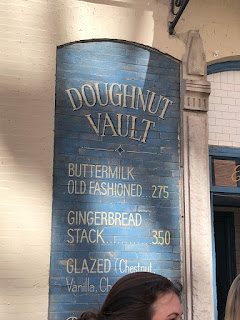 DOUGHNUT
VAULT
BUTTERMILK
OLD FASHIONED.. 275
GINGERBREAD
STACK........ 350
GLAZED (Chestnut
Vanilla,